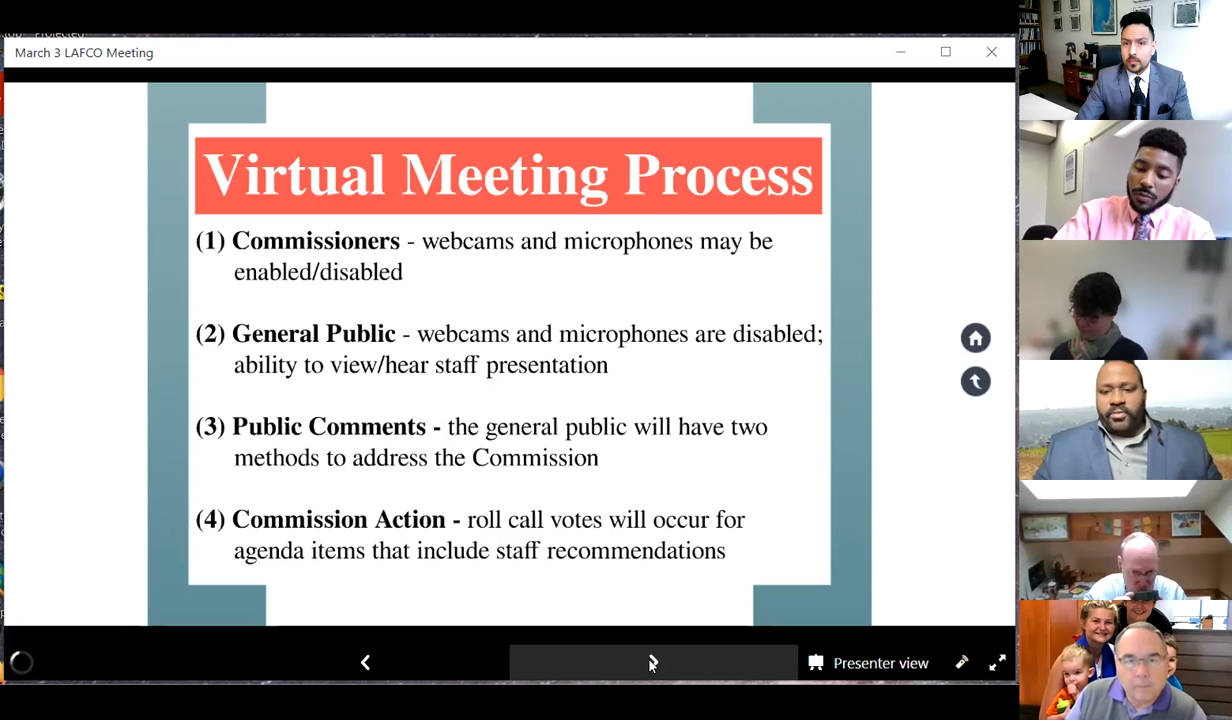 March 3 LAFCO Meeting
Virtual Meeting Process
(1) Commissioners - webcams and microphones may be
enabled/disabled
(2) General Public - webcams and microphones are disabled;
ability to view/hear staff presentation
(3) Public Comments - the general public will have two
methods to address the Commission
(4) Commission Action - roll call votes will occur for
agenda items that include staff recommendations
Presenter view